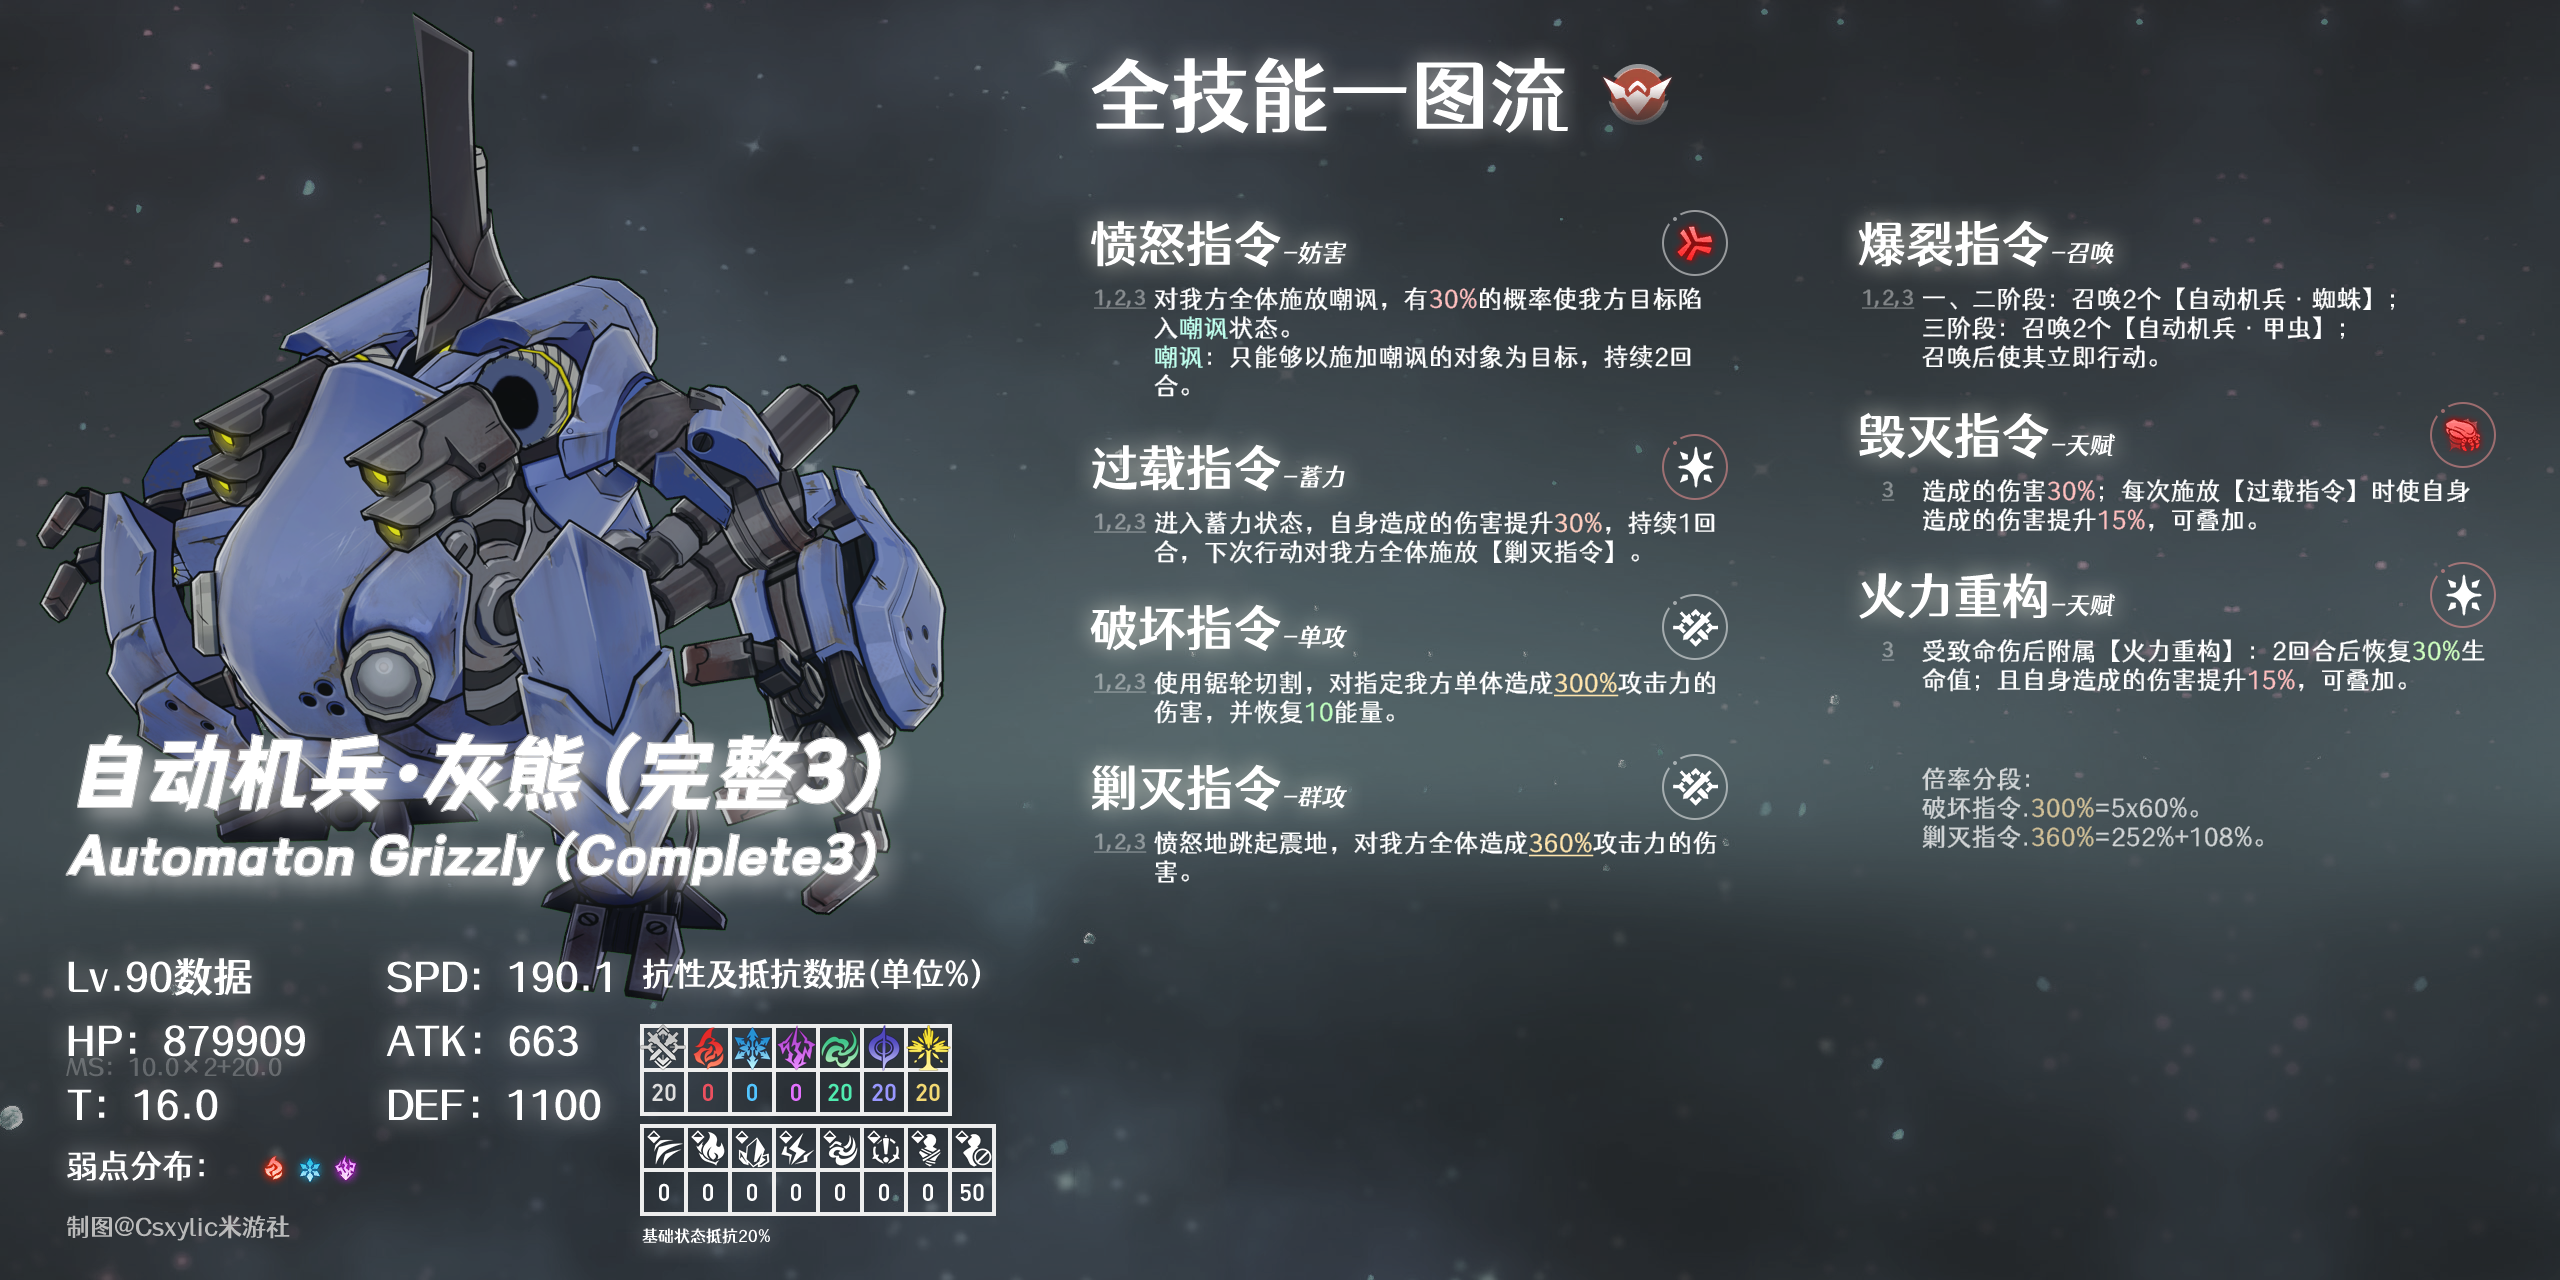 全技能一图流
愤怒指令-妨害
1,2,3 对我方全体施放嘲讽，有30%的概率使我方目标陷
入嘲讽状态。
嘲讽：只能够以施加嘲讽的对象为目标，持续2回
合。
过载指令-蓄力
1,2,3 进入蓄力状态，自身造成的伤害提升30%，持续1回
合，下次行动对我方全体施放【剿灭指令】。
破坏指令-单攻
1,2,3 使用锯轮切割，对指定我方单体造成300%攻击力的
伤害，并恢复10能量。
剿灭指令-群攻
1,2,3 愤怒地跳起震地，对我方全体造成360%攻击力的伤
害。
爆裂指令-召唤
1,2,3 一、二阶段：召唤2个【自动机兵·蜘蛛】；
三阶段：召唤2个【自动机兵·甲虫】；
召唤后使其立即行动。
毁灭指令-天赋
3 造成的伤害30%；每次施放【过载指令】时使自身
造成的伤害提升15%，可叠加。
火力重构-天赋
3 受致命伤后附属【火力重构】：2回合后恢复30%生
命值；且自身造成的伤害提升15%，可叠加。
倍率分段：
破坏指令.300%=5x60%。
剿灭指令.360%=252%+108%。
自动机兵·灰熊(完整3)
Automaton Grizzly (Complete3)
Lv.90数据 SPD：190.1
HP：879909 ATK：663
MS：10.0×2+20.0
T：16.0 DEF：1100
弱点分布：
制图@Csxylic米游社
抗性及抵抗数据(单位%)
20 0 0 0 20 20 20
0 0 0 0 0 0 0 50
基础状态抵抗20%